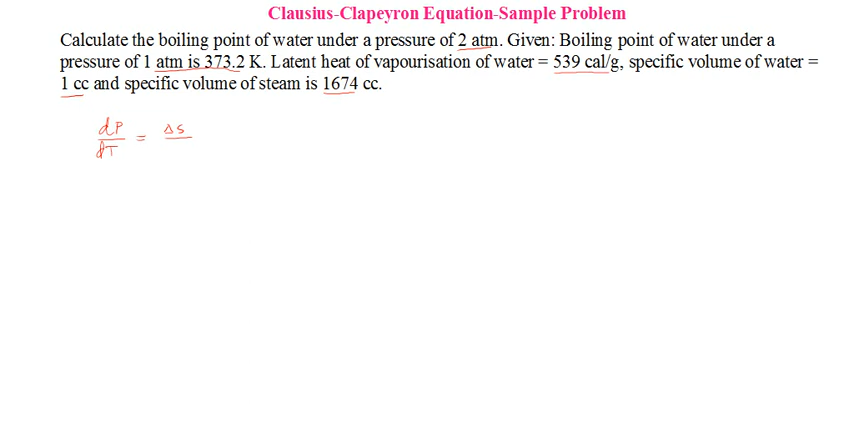 Clausius-Clapeyron Equation-Sample Problem
Calculate the boiling point of water under a pressure of 2 atm. Given: Boiling point of water under a
pressure of 1 atm is 373.2 K. Latent heat of vapourisation of water = 539 cal/g, specific volume of water =
1 cc and specific volume of steam is 1674 cc.
dP/dT = ΔS